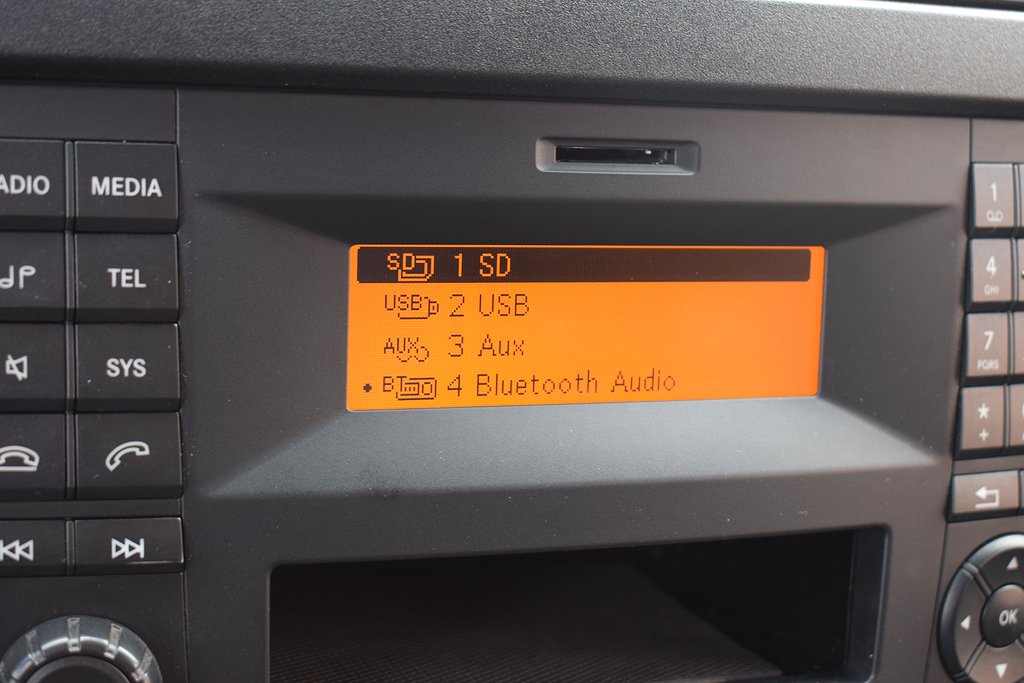 ADIO
MEDIA
TEL
SYS
SD 1 SD
USB 2 USB
AUX 3 Aux
BT 4 Bluetooth Audio
1
4
GHI
7
PQRS
*
+
OK